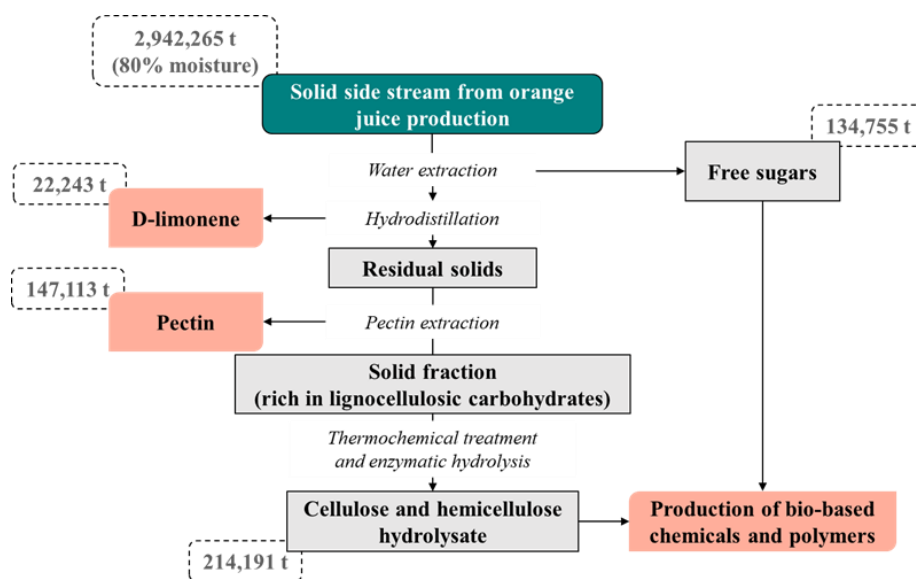 2,942,265 t
(80% moisture)
Solid side stream from orange
juice production
134,755 t
Water extraction
Free sugars
22,243 t
D-limonene
Hydrodistillation
Residual solids
147,113 t
Pectin
Pectin extraction
Solid fraction
(rich in lignocellulosic carbohydrates)
Thermochemical treatment
and enzymatic hydrolysis
Cellulose and hemicellulose
hydrolysate
Production of bio-based
chemicals and polymers
214,191 t